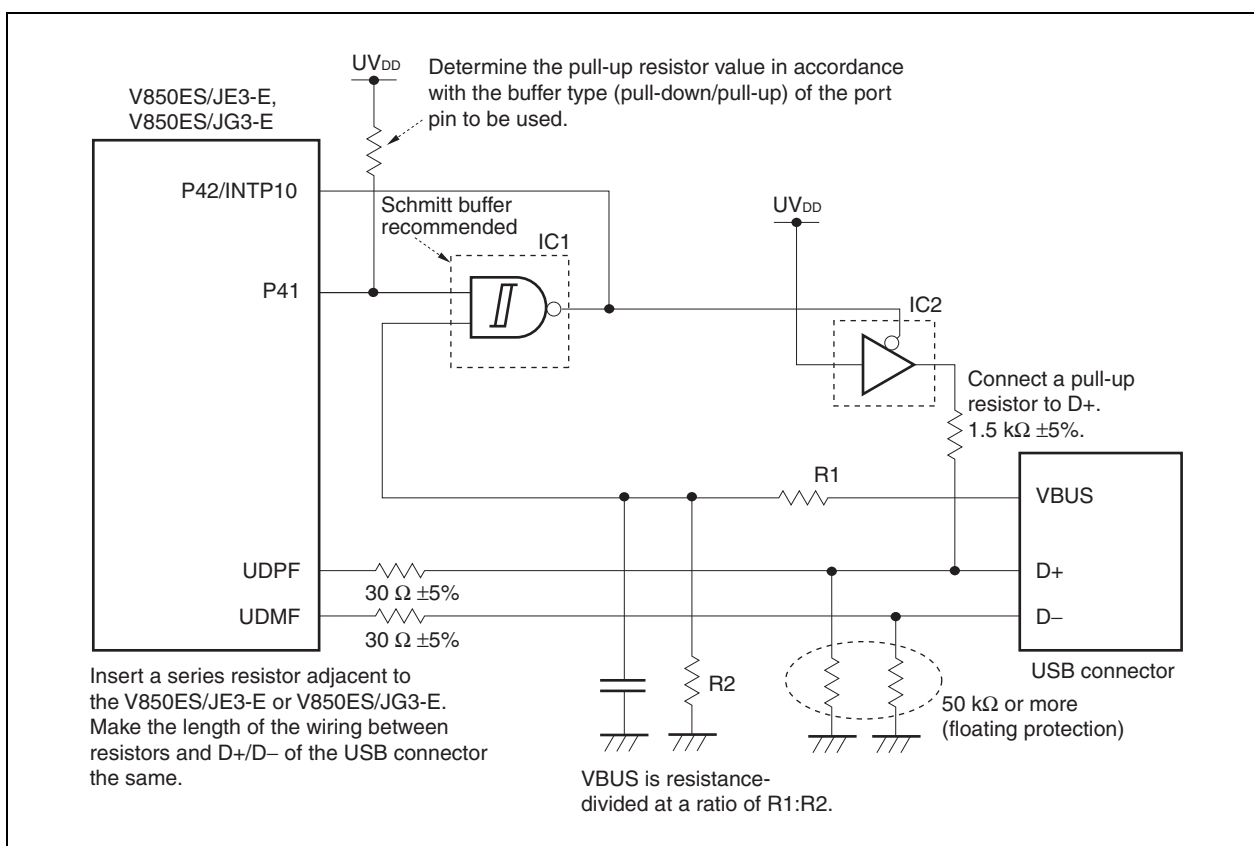 UVDD
Determine the pull-up resistor value in accordance
with the buffer type (pull-down/pull-up) of the port
pin to be used.
V850ES/JE3-E,
V850ES/JG3-E
P42/INTP10
Schmitt buffer
recommended
UVDD
IC1
P41
IC2
Connect a pull-up
resistor to D+.
1.5 kΩ ±5%.
R1
VBUS
UDPF
D+
30 Ω ±5%
UDMF
D−
30 Ω ±5%
USB connector
Insert a series resistor adjacent to
the V850ES/JE3-E or V850ES/JG3-E.
Make the length of the wiring between
resistors and D+/D− of the USB connector
the same.
R2
50 kΩ or more
(floating protection)
VBUS is resistance-
divided at a ratio of R1:R2.